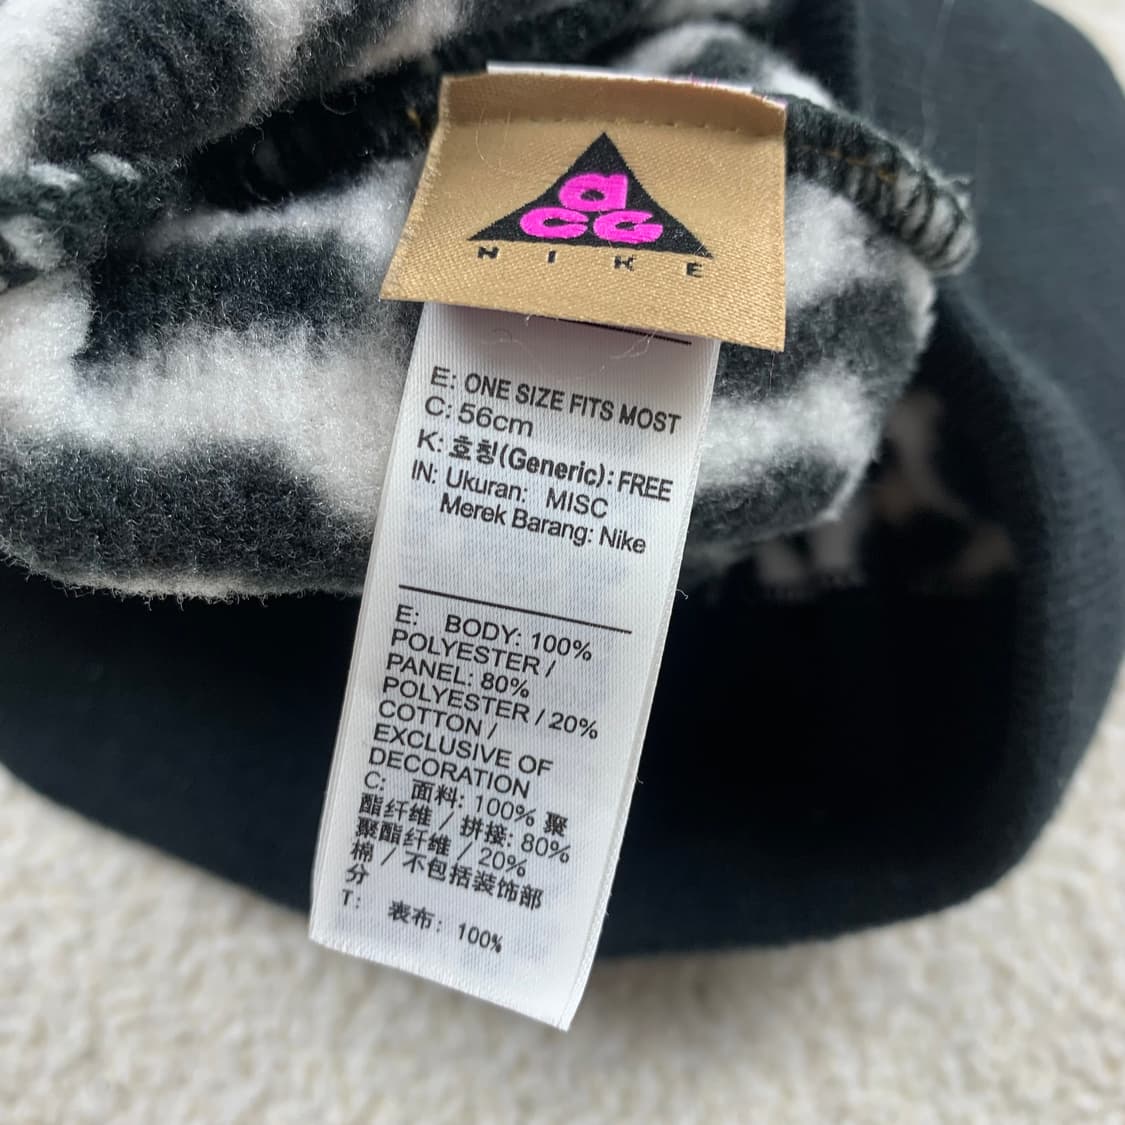 acg
NIKE
E: ONE SIZE FITS MOST
C: 56cm
K: 호칭(Generic): FREE
IN: Ukuran: MISC
Merek Barang: Nike
E: BODY: 100%
POLYESTER /
PANEL: 80%
POLYESTER / 20%
COTTON /
EXCLUSIVE OF
DECORATION
C: 面料: 100% 聚
酯纤维 / 拼接: 80%
聚酯纤维 / 20%
棉 / 不包括装饰部
分
T: 表布: 100%